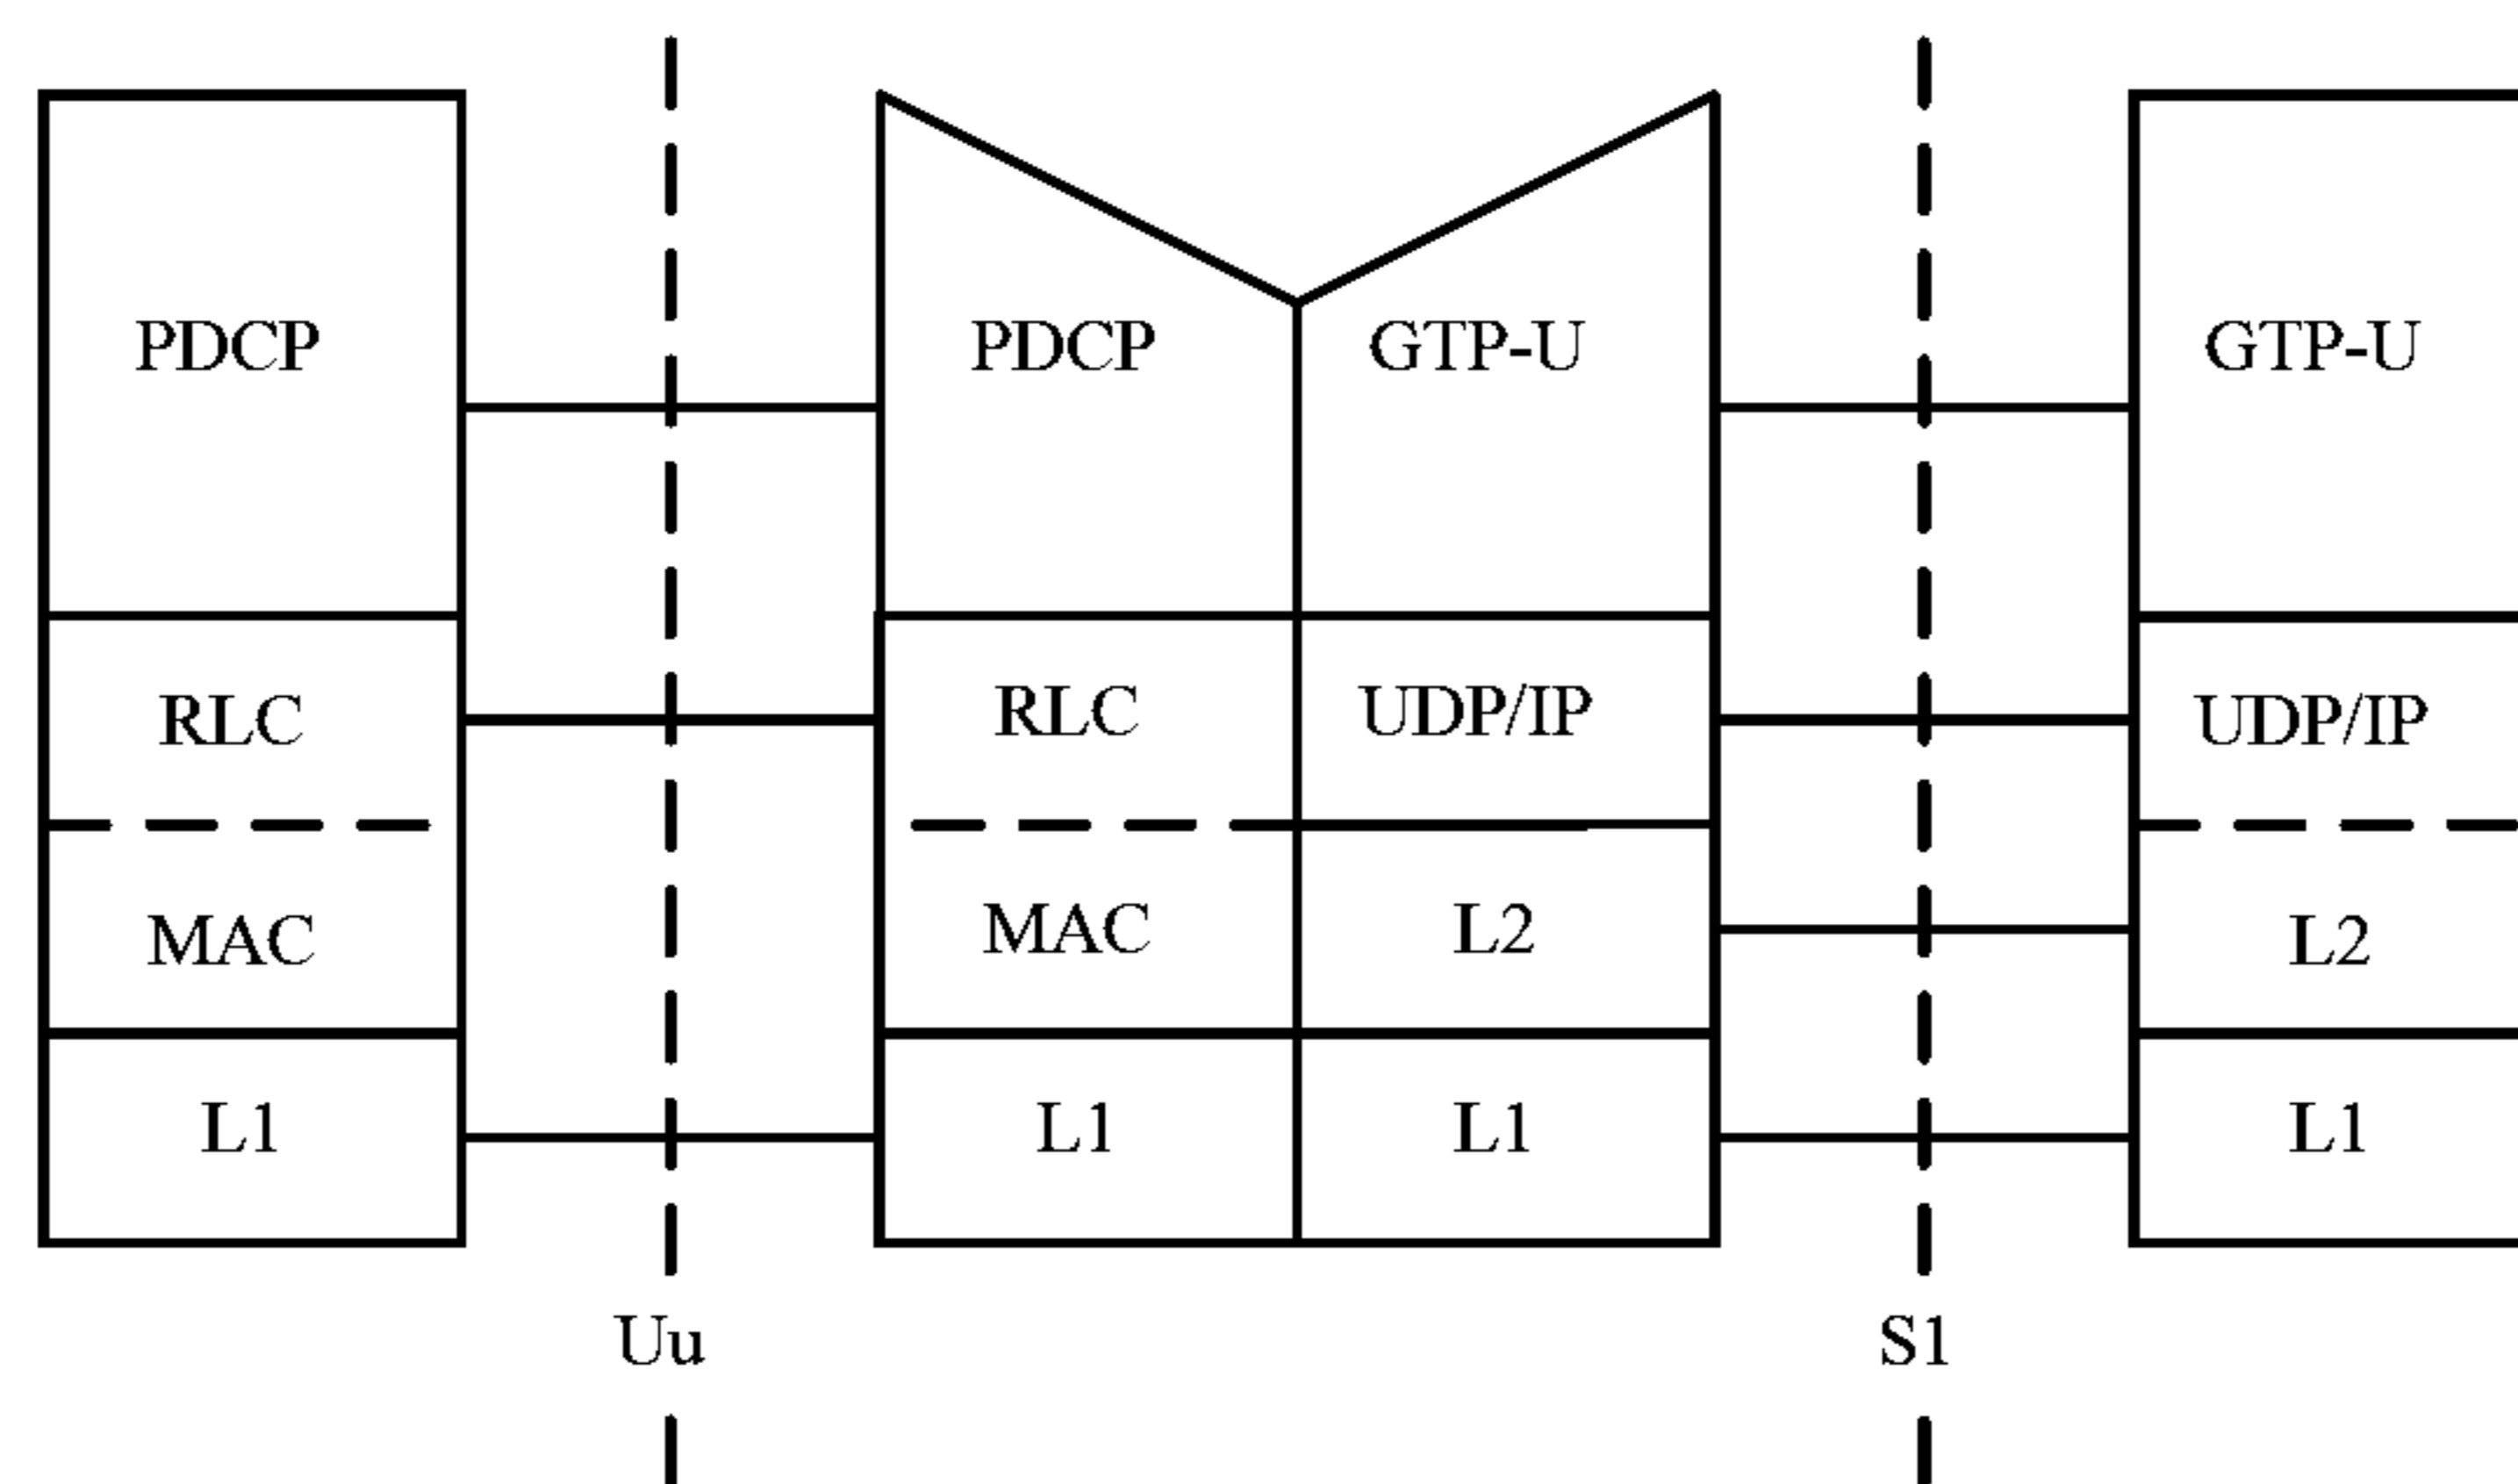 PDCP
PDCP
GTP-U
GTP-U
RLC
RLC
UDP/IP
UDP/IP
MAC
MAC
L2
L2
L1
L1
L1
L1
Uu
S1